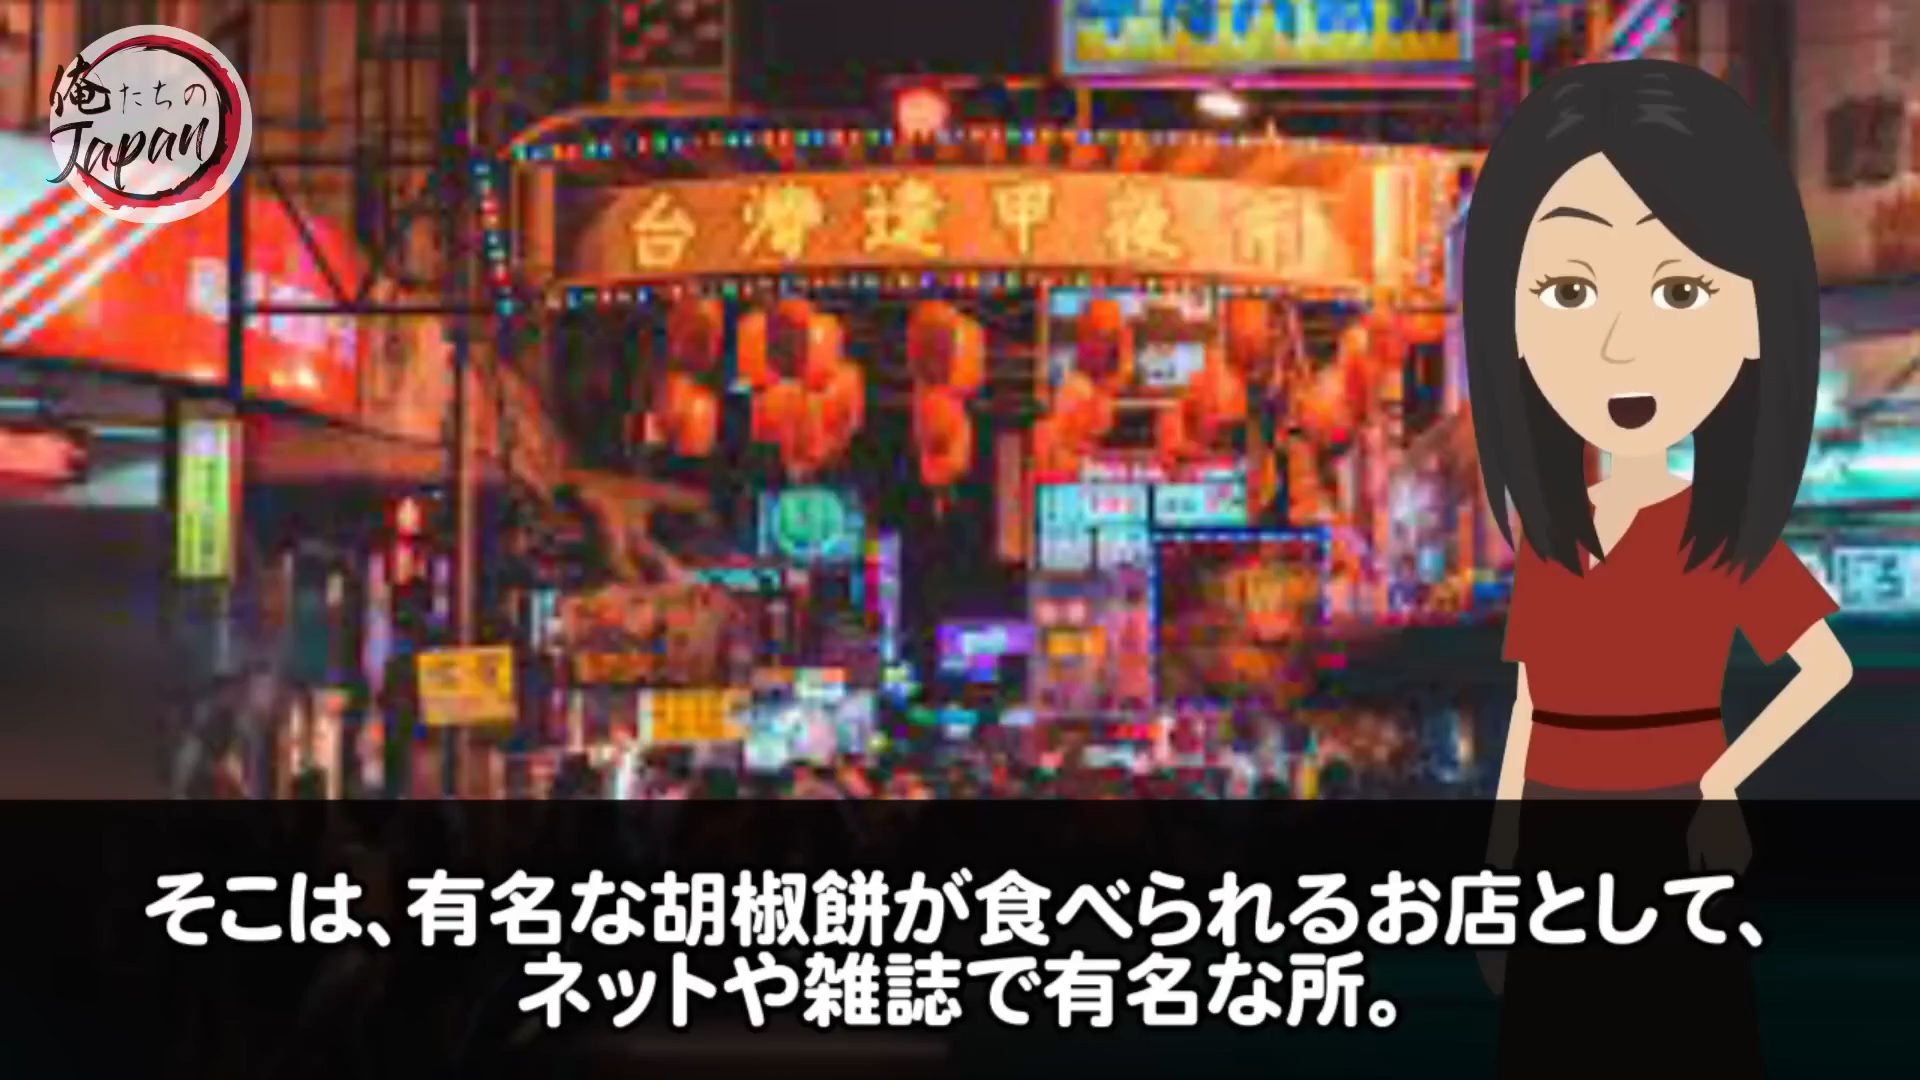 俺たちの
Japan
台灣逢甲夜市
そこは、有名な胡椒餅が食べられるお店として、
ネットや雑誌で有名な所。